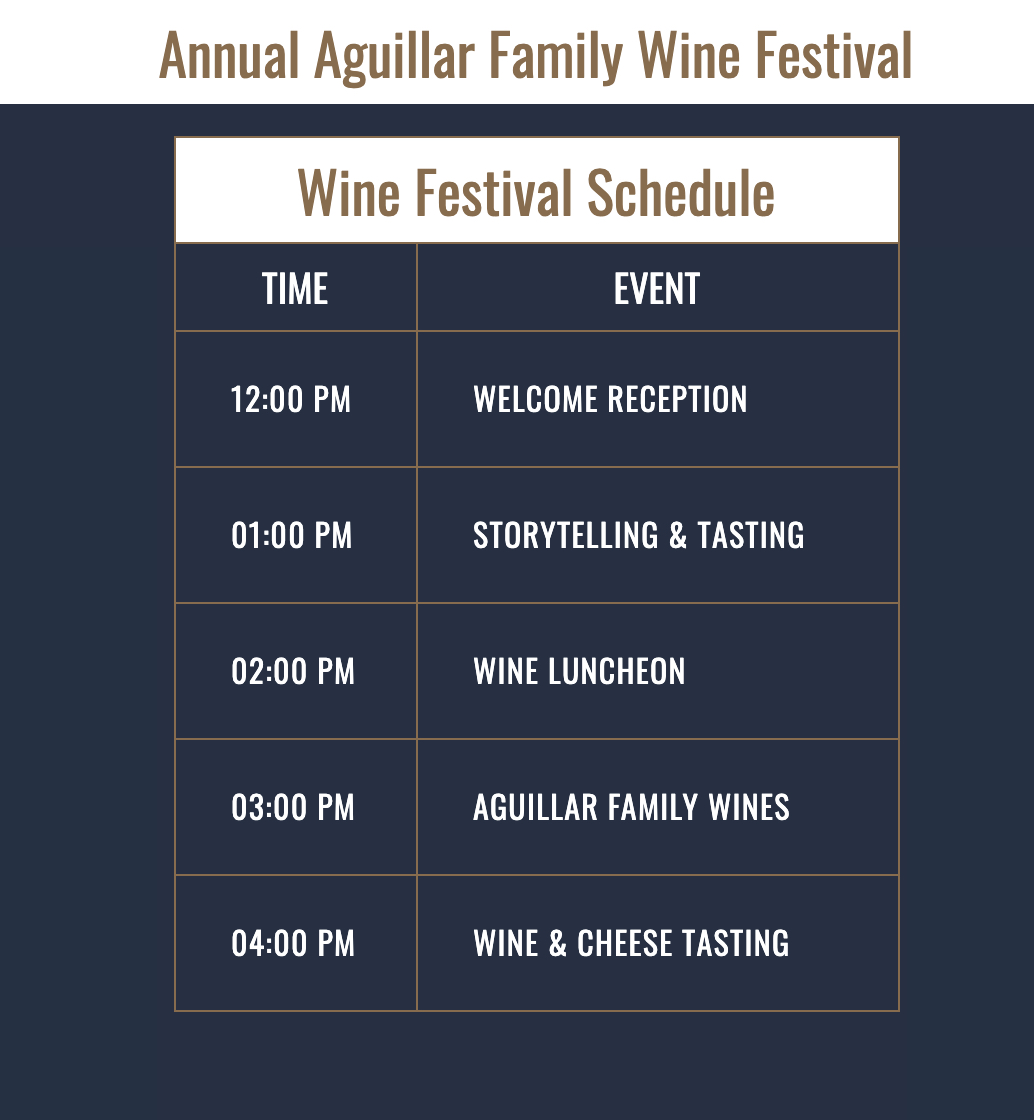 Annual Aguillar Family Wine Festival
Wine Festival Schedule
TIME EVENT
12:00 PM WELCOME RECEPTION
01:00 PM STORYTELLING & TASTING
02:00 PM WINE LUNCHEON
03:00 PM AGUILLAR FAMILY WINES
04:00 PM WINE & CHEESE TASTING